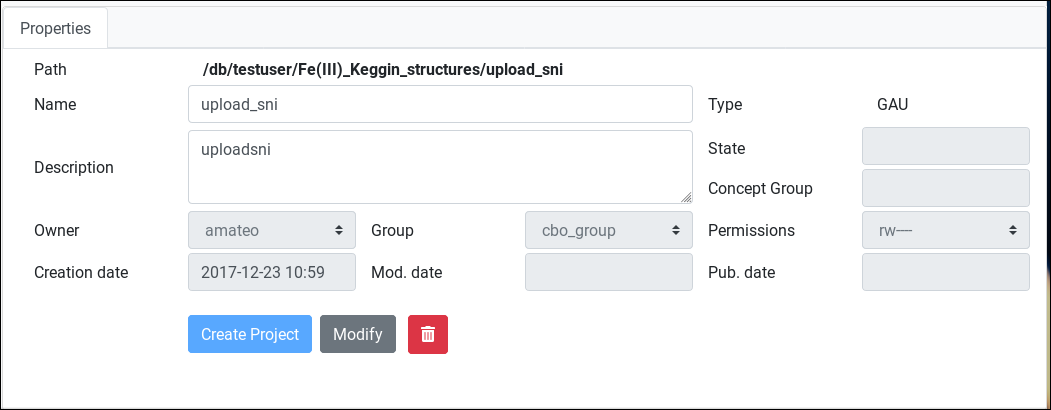 Properties
Path /db/testuser/Fe(III)_Keggin_structures/upload_sni
Name upload_sni Type GAU
Description uploadsni State
Concept Group
Owner amateo Group cbo_group Permissions rw----
Creation date 2017-12-23 10:59 Mod. date Pub. date
Create Project Modify